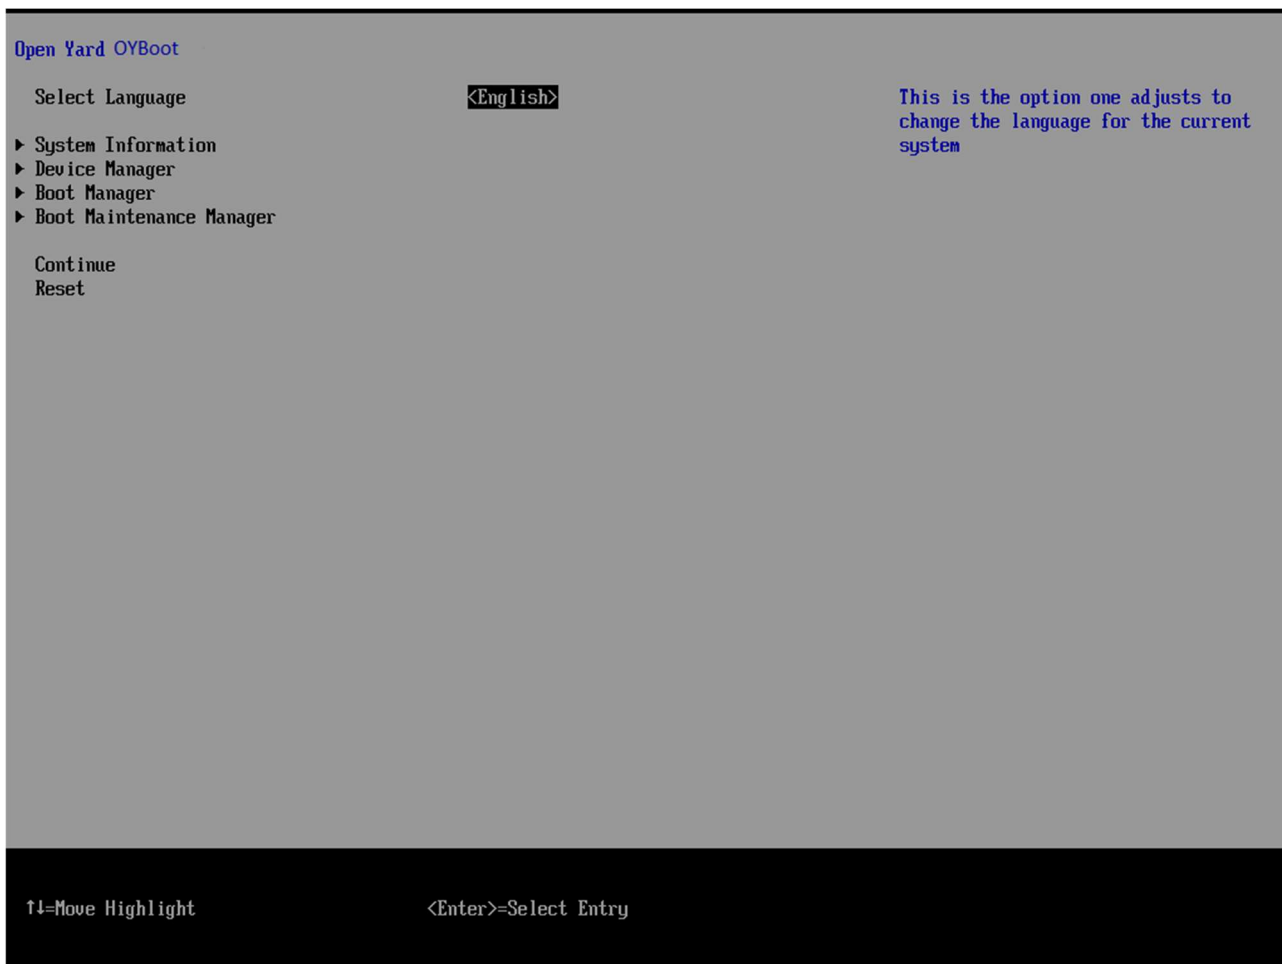 Open Yard OYBoot
Select Language <English>
This is the option one adjusts to
change the language for the current
system
▶ System Information
▶ Device Manager
▶ Boot Manager
▶ Boot Maintenance Manager
Continue
Reset
↑↓=Move Highlight <Enter>=Select Entry